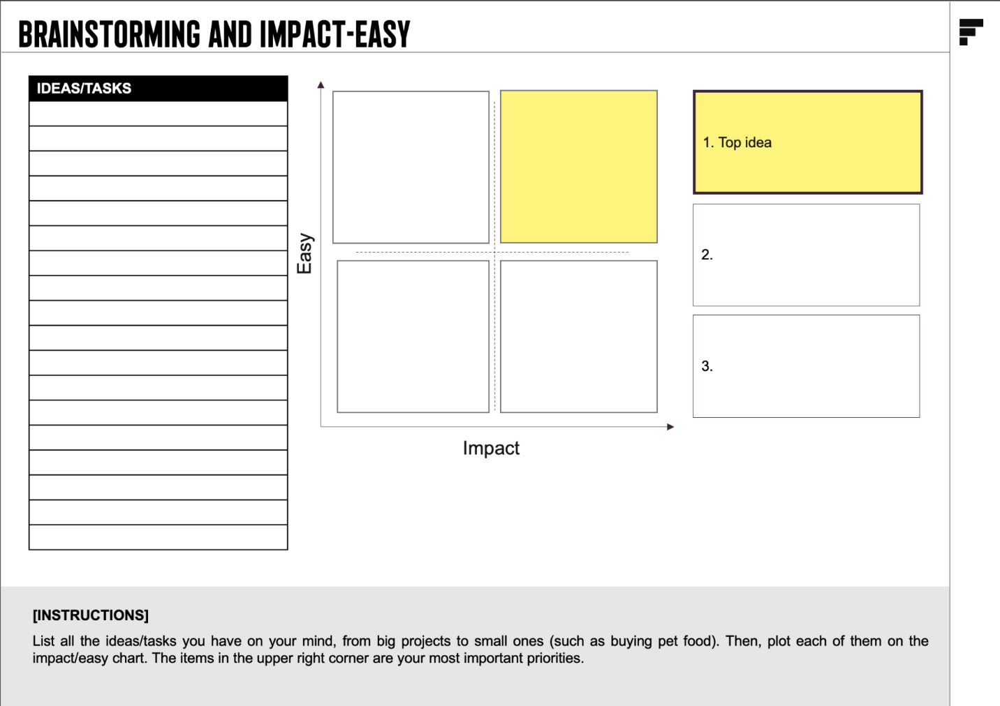 BRAINSTORMING AND IMPACT-EASY
IDEAS/TASKS
Easy
Impact
1. Top idea
2.
3.
[INSTRUCTIONS]
List all the ideas/tasks you have on your mind, from big projects to small ones (such as buying pet food). Then, plot each of them on the
impact/easy chart. The items in the upper right corner are your most important priorities.